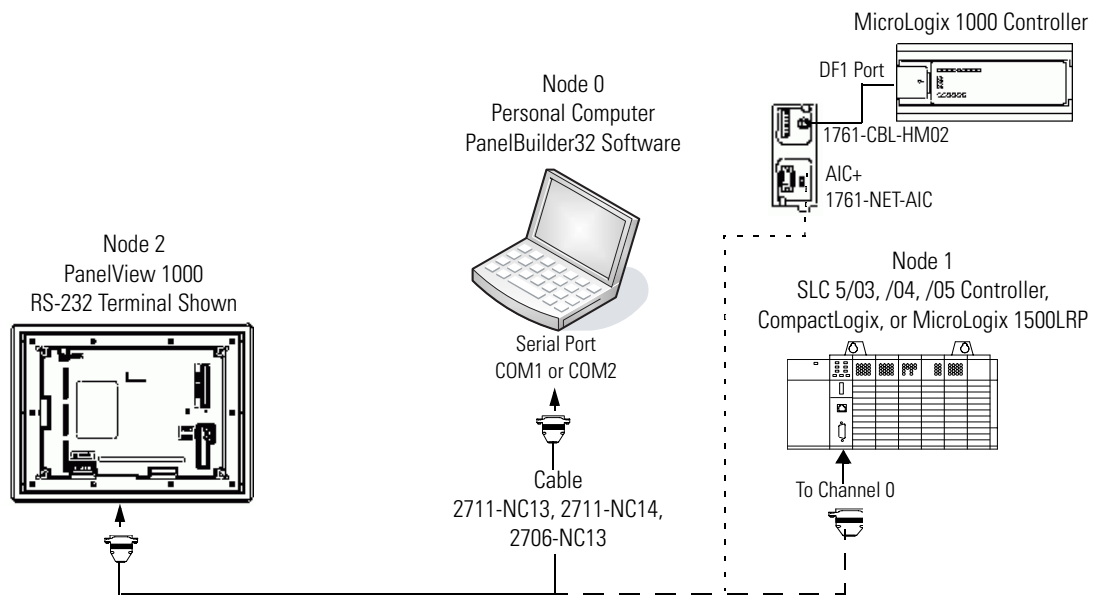 MicroLogix 1000 Controller
DF1 Port
1761-CBL-HM02
AIC+
1761-NET-AIC
Node 0
Personal Computer
PanelBuilder32 Software
Serial Port
COM1 or COM2
Cable
2711-NC13, 2711-NC14,
2706-NC13
Node 2
PanelView 1000
RS-232 Terminal Shown
Node 1
SLC 5/03, /04, /05 Controller,
CompactLogix, or MicroLogix 1500LRP
To Channel 0